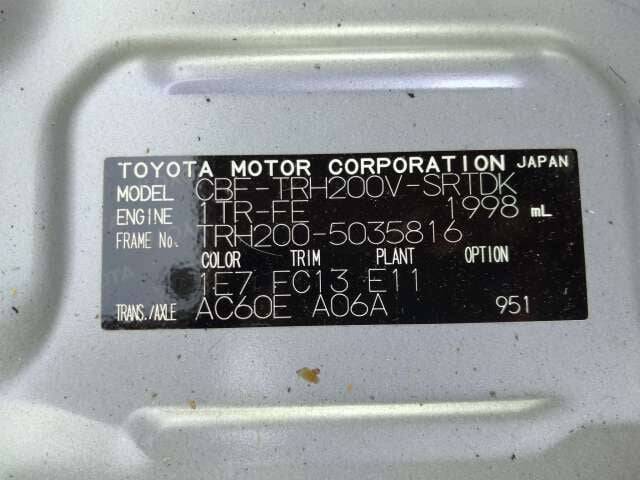 TOYOTA MOTOR CORPORATION JAPAN
MODEL CBF-TRH200V-SRTDK
ENGINE 1TR-FE 1998 mL
FRAME No. TRH200-5035816
COLOR TRIM PLANT OPTION
1E7 FC13 E11
TRANS./AXLE AC60E A06A 951